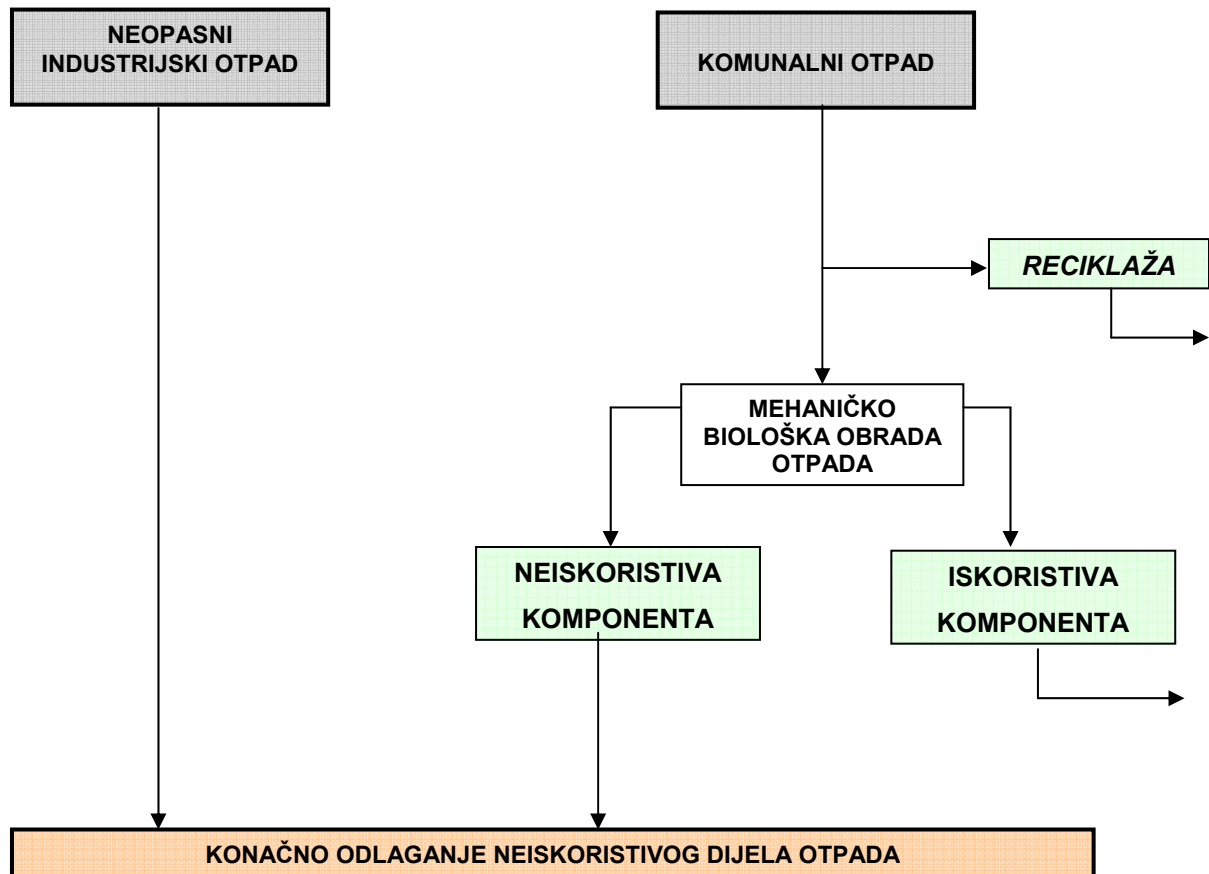 NEOPASNI
INDUSTRIJSKI OTPAD
KOMUNALNI OTPAD
RECIKLAŽA
MEHANIČKO
BIOLOŠKA OBRADA
OTPADA
NEISKORISTIVA
KOMPONENTA
ISKORISTIVA
KOMPONENTA
KONAČNO ODLAGANJE NEISKORISTIVOG DIJELA OTPADA